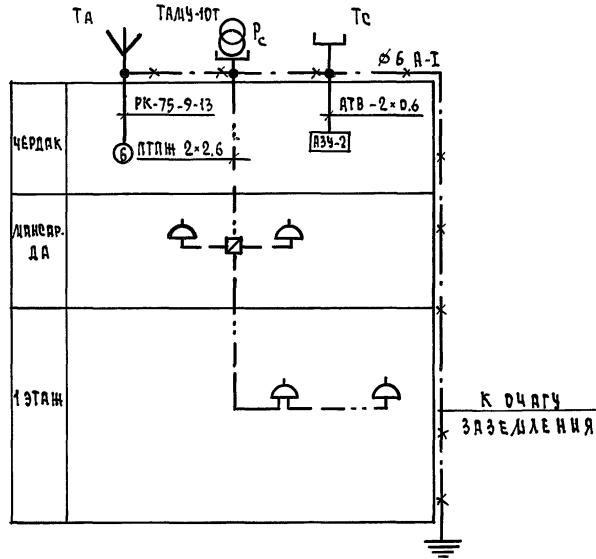 ТА
ТАМУ-10Т
РС
ТС
Ø6 А-I
РК-75-9-13
АТВ-2×0.6
ЧЕРДАК
6
ПТПЖ 2×2.6
АЗУ-2
МАНСАР-
ДА
1 ЭТАЖ
К ОЧАГУ
ЗАЗЕМЛЕНИЯ